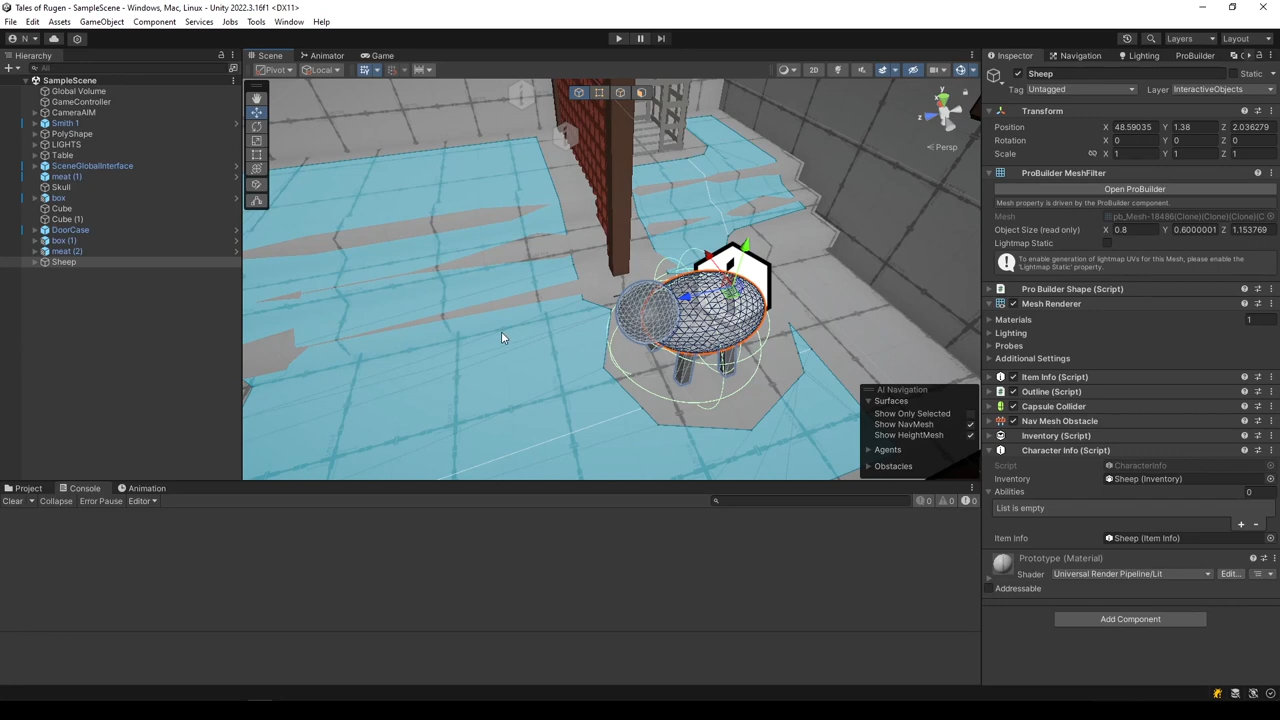 Tales of Rugen - SampleScene - Windows, Mac, Linux - Unity 2022.3.16f1 <DX11>
File Edit Assets GameObject Component Services Jobs Tools Window Help
N Layers Layout
Hierarchy Scene Animator Game Inspector Navigation Lighting ProBuilder
All Pivot Local 2D Sheep Static
SampleScene Tag Untagged Layer InteractiveObjects
Global Volume
GameController
CameraAIM
Smith 1
PolyShape
LIGHTS
Table
SceneGlobalInterface
meat (1)
Skull
box
Cube
Cube (1)
DoorCase
box (1)
meat (2)
Sheep
y
z
Persp
AI Navigation
Surfaces
Show Only Selected
Show NavMesh
Show HeightMesh
Agents
Obstacles
Transform
Position X 48.59035 Y 1.38 Z 2.036279
Rotation X 0 Y 0 Z 0
Scale X 1 Y 1 Z 1
ProBuilder MeshFilter
Open ProBuilder
Mesh property is driven by the ProBuilder component.
Mesh pb_Mesh-18486(Clone)(Clone)(Clone)(C
Object Size (read only) X 0.8 Y 0.6000001 Z 1.153769
Lightmap Static
To enable generation of lightmap UVs for this Mesh, please enable the
'Lightmap Static' property.
Pro Builder Shape (Script)
Mesh Renderer
Materials 1
Lighting
Probes
Additional Settings
Item Info (Script)
Outline (Script)
Capsule Collider
Nav Mesh Obstacle
Inventory (Script)
Character Info (Script)
Script CharacterInfo
Inventory Sheep (Inventory)
Abilities 0
List is empty
+ -
Item Info Sheep (Item Info)
Prototype (Material)
Shader Universal Render Pipeline/Lit Edit...
Addressable
Add Component
Project Console Animation
Clear Collapse Error Pause Editor 0 0 0